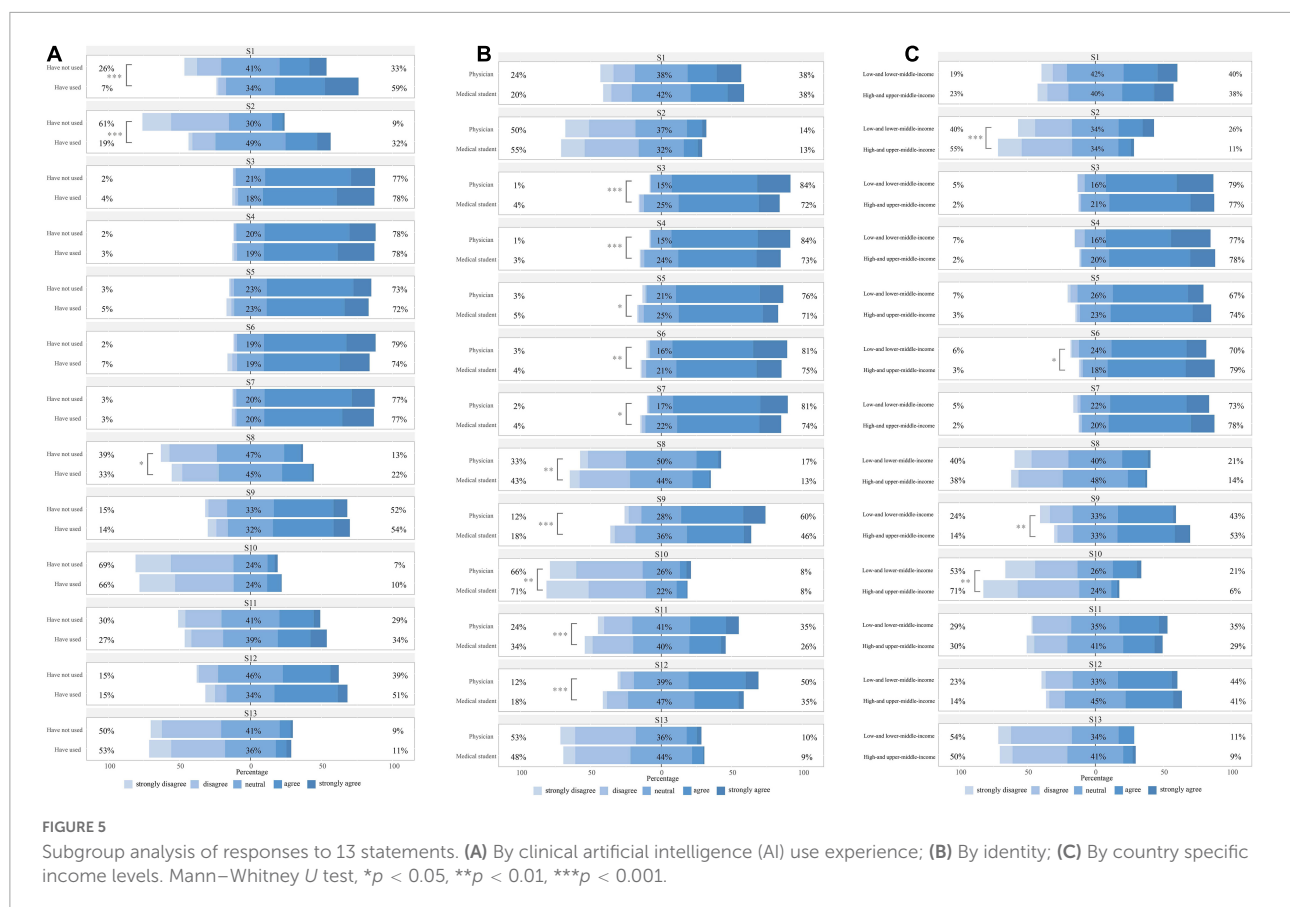 A
S1
Have not used 26% 41% 33%
***
Have used 7% 34% 59%
S2
Have not used 61% 30% 9%
***
Have used 19% 49% 32%
S3
Have not used 2% 21% 77%
Have used 4% 18% 78%
S4
Have not used 2% 20% 78%
Have used 3% 19% 78%
S5
Have not used 3% 23% 73%
Have used 5% 23% 72%
S6
Have not used 2% 19% 79%
Have used 7% 19% 74%
S7
Have not used 3% 20% 77%
Have used 3% 20% 77%
S8
Have not used 39% 47% 13%
*
Have used 33% 45% 22%
S9
Have not used 15% 33% 52%
Have used 14% 32% 54%
S10
Have not used 69% 24% 7%
Have used 66% 24% 10%
S11
Have not used 30% 41% 29%
Have used 27% 39% 34%
S12
Have not used 15% 46% 39%
Have used 15% 34% 51%
S13
Have not used 50% 41% 9%
Have used 53% 36% 11%
100 50 0 50 100
Percentage
strongly disagree disagree neutral agree strongly agree
B
S1
Physician 24% 38% 38%
Medical student 20% 42% 38%
S2
Physician 50% 37% 14%
Medical student 55% 32% 13%
S3
Physician 1% 15% 84%
***
Medical student 4% 25% 72%
S4
Physician 1% 15% 84%
***
Medical student 3% 24% 73%
S5
Physician 3% 21% 76%
*
Medical student 5% 25% 71%
S6
Physician 3% 16% 81%
**
Medical student 4% 21% 75%
S7
Physician 2% 17% 81%
*
Medical student 4% 22% 74%
S8
Physician 33% 50% 17%
**
Medical student 43% 44% 13%
S9
Physician 12% 28% 60%
***
Medical student 18% 36% 46%
S10
Physician 66% 26% 8%
**
Medical student 71% 22% 8%
S11
Physician 24% 41% 35%
***
Medical student 34% 40% 26%
S12
Physician 12% 39% 50%
***
Medical student 18% 47% 35%
S13
Physician 53% 36% 10%
Medical student 48% 44% 9%
100 50 0 50 100
Percentage
strongly disagree disagree neutral agree strongly agree
C
S1
Low-and lower-middle-income 19% 42% 40%
High-and upper-middle-income 23% 40% 38%
S2
Low-and lower-middle-income 40% 34% 26%
***
High-and upper-middle-income 55% 34% 11%
S3
Low-and lower-middle-income 5% 16% 79%
High-and upper-middle-income 2% 21% 77%
S4
Low-and lower-middle-income 7% 16% 77%
High-and upper-middle-income 2% 20% 78%
S5
Low-and lower-middle-income 7% 26% 67%
High-and upper-middle-income 3% 23% 74%
S6
Low-and lower-middle-income 6% 24% 70%
*
High-and upper-middle-income 3% 18% 79%
S7
Low-and lower-middle-income 5% 22% 73%
High-and upper-middle-income 2% 20% 78%
S8
Low-and lower-middle-income 40% 40% 21%
High-and upper-middle-income 38% 48% 14%
S9
Low-and lower-middle-income 24% 33% 43%
**
High-and upper-middle-income 14% 33% 53%
S10
Low-and lower-middle-income 53% 26% 21%
**
High-and upper-middle-income 71% 24% 6%
S11
Low-and lower-middle-income 29% 35% 35%
High-and upper-middle-income 30% 41% 29%
S12
Low-and lower-middle-income 23% 33% 44%
High-and upper-middle-income 14% 45% 41%
S13
Low-and lower-middle-income 54% 34% 11%
High-and upper-middle-income 50% 41% 9%
100 50 0 50 100
Percentage
strongly disagree disagree neutral agree strongly agree
FIGURE 5
Subgroup analysis of responses to 13 statements. (A) By clinical artificial intelligence (AI) use experience; (B) By identity; (C) By country specific
income levels. Mann–Whitney U test, *p < 0.05, **p < 0.01, ***p < 0.001.